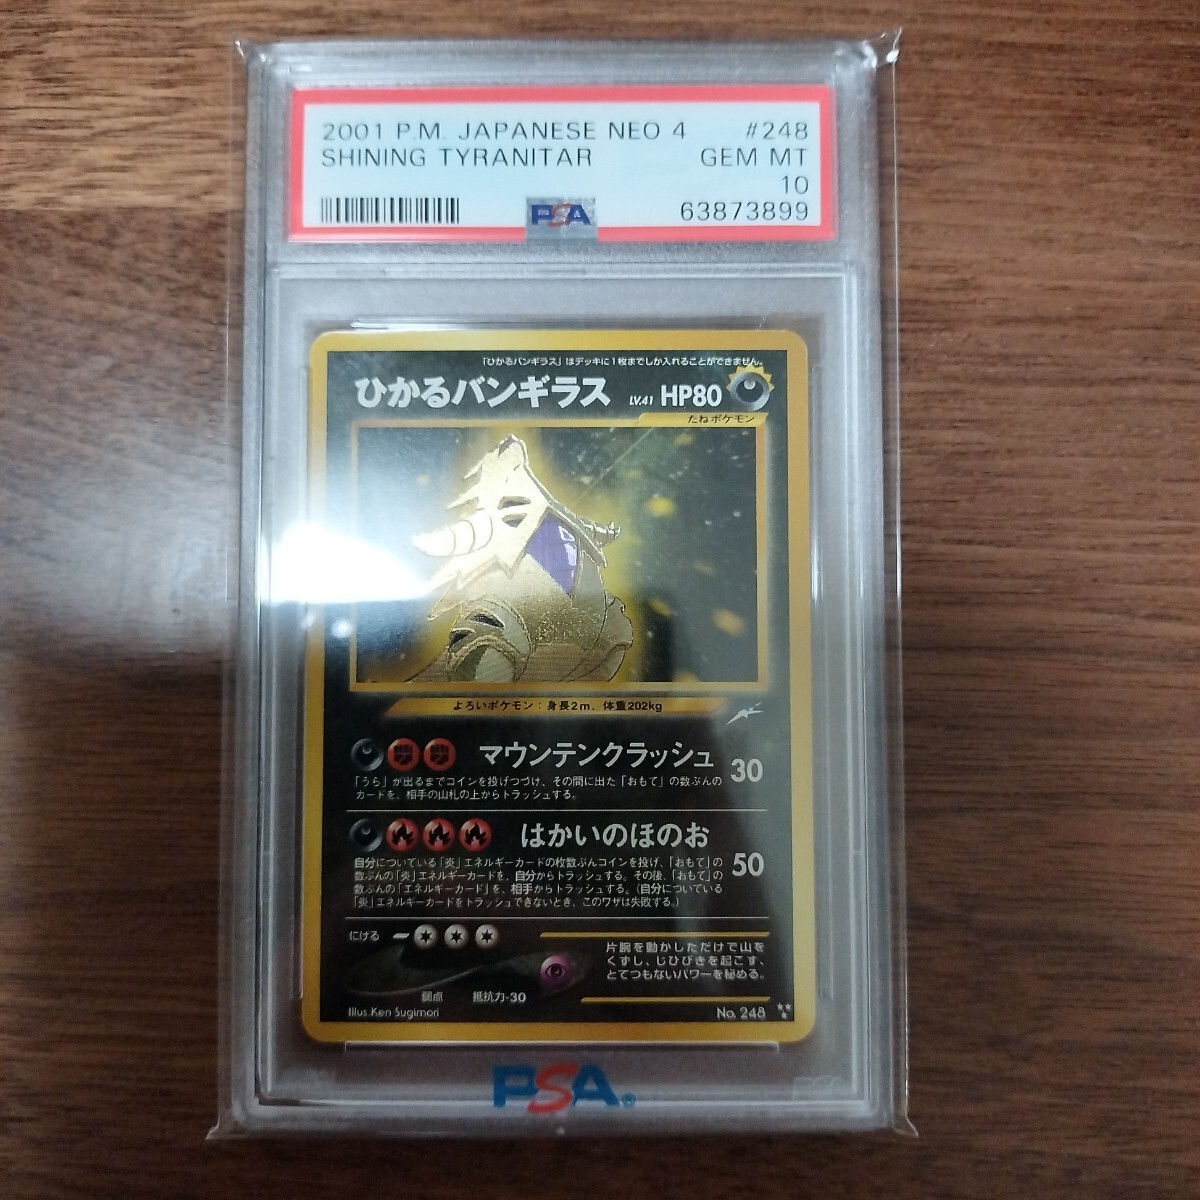 2001 P.M. JAPANESE NEO 4 #248
SHINING TYRANITAR GEM MT
10
PSA 63873899
「ひかるバンギラス」はデッキに1枚までしか入れることができません。
ひかるバンギラス LV.41 HP80
たねポケモン
よろいポケモン：身長2m、体重202kg
マウンテンクラッシュ 30
「うら」が出るまでコインを投げつづけ、その間に出た「おもて」の数ぶんの
カードを、相手の山札の上からトラッシュする。
はかいのほのお 50
自分についている「炎」エネルギーカードの枚数ぶんコインを投げ、「おもて」の
数ぶんの「炎」エネルギーカードを、自分からトラッシュする。その後、「おもて」の
数ぶんの「エネルギーカード」を、相手からトラッシュする。（自分についている
「炎」エネルギーカードをトラッシュできないとき、このワザは失敗する。）
にげる
片腕を動かしただけで山を
くずし、じひびきを起こす、
とてつもないパワーを秘める。
弱点 抵抗力-30
Illus. Ken Sugimori No. 248
PSA®